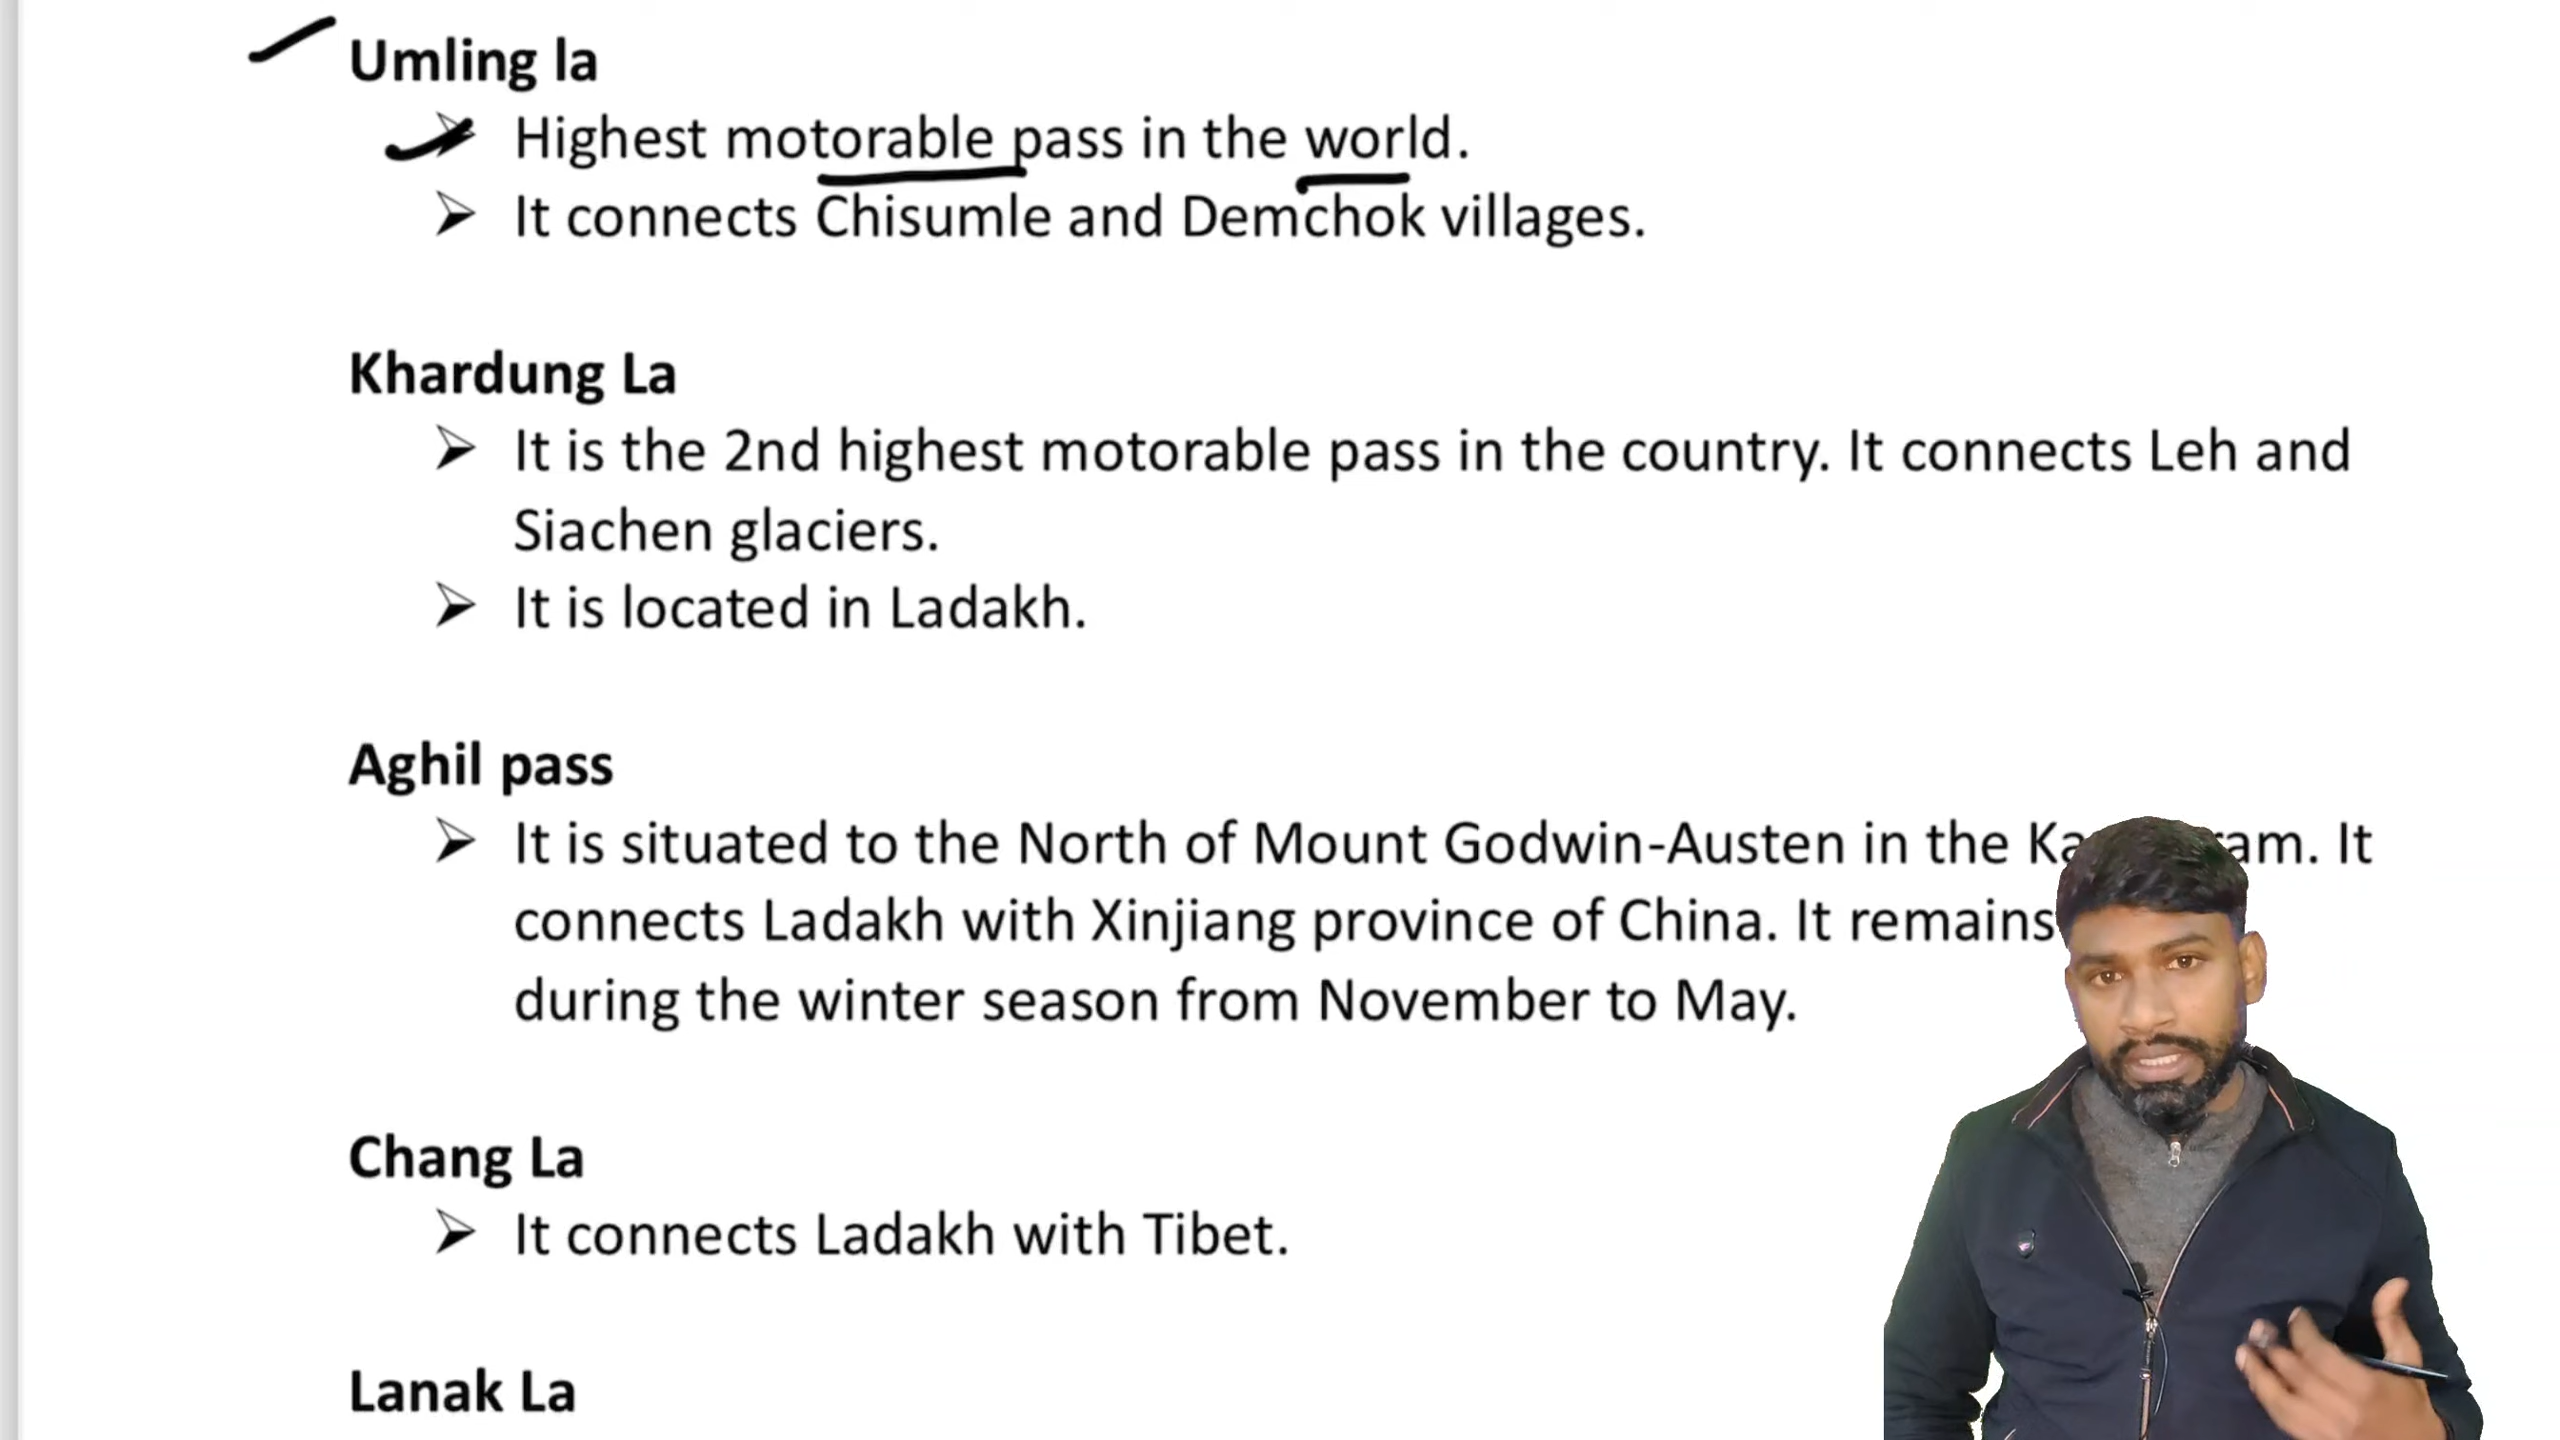 Umling la
➢ Highest motorable pass in the world.
➢ It connects Chisumle and Demchok villages.
Khardung La
➢ It is the 2nd highest motorable pass in the country. It connects Leh and
Siachen glaciers.
➢ It is located in Ladakh.
Aghil pass
➢ It is situated to the North of Mount Godwin-Austen in the . It
connects Ladakh with Xinjiang province of China. It remains
during the winter season from November to May.
Chang La
➢ It connects Ladakh with Tibet.
Lanak La